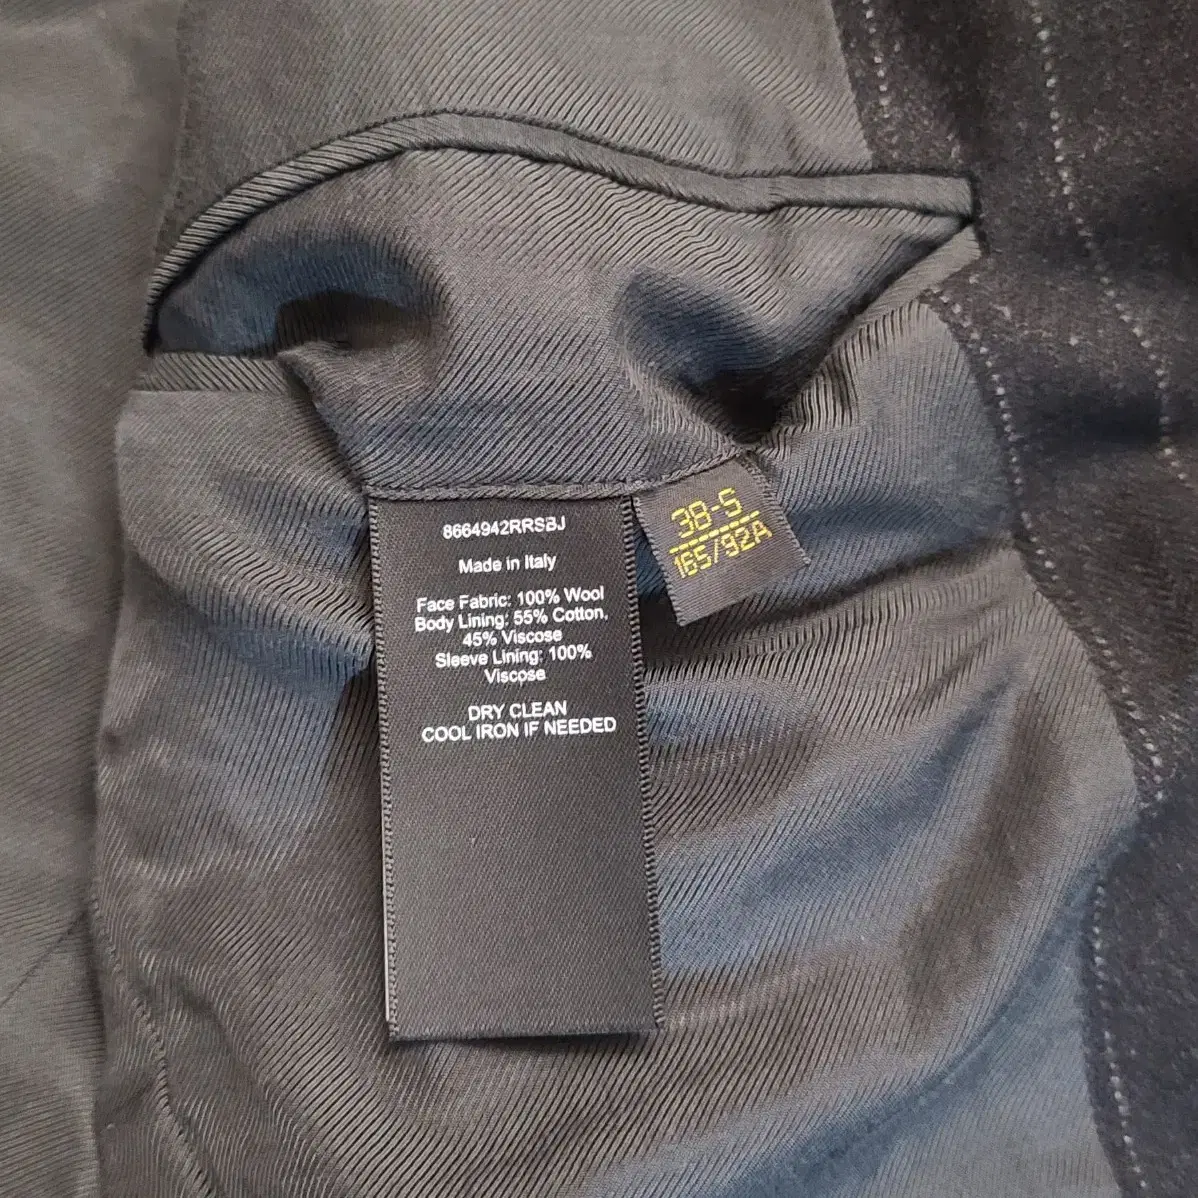 8664942RRSBJ
Made in Italy
Face Fabric: 100% Wool
Body Lining: 55% Cotton,
45% Viscose
Sleeve Lining: 100%
Viscose
DRY CLEAN
COOL IRON IF NEEDED
38-S
165/92A